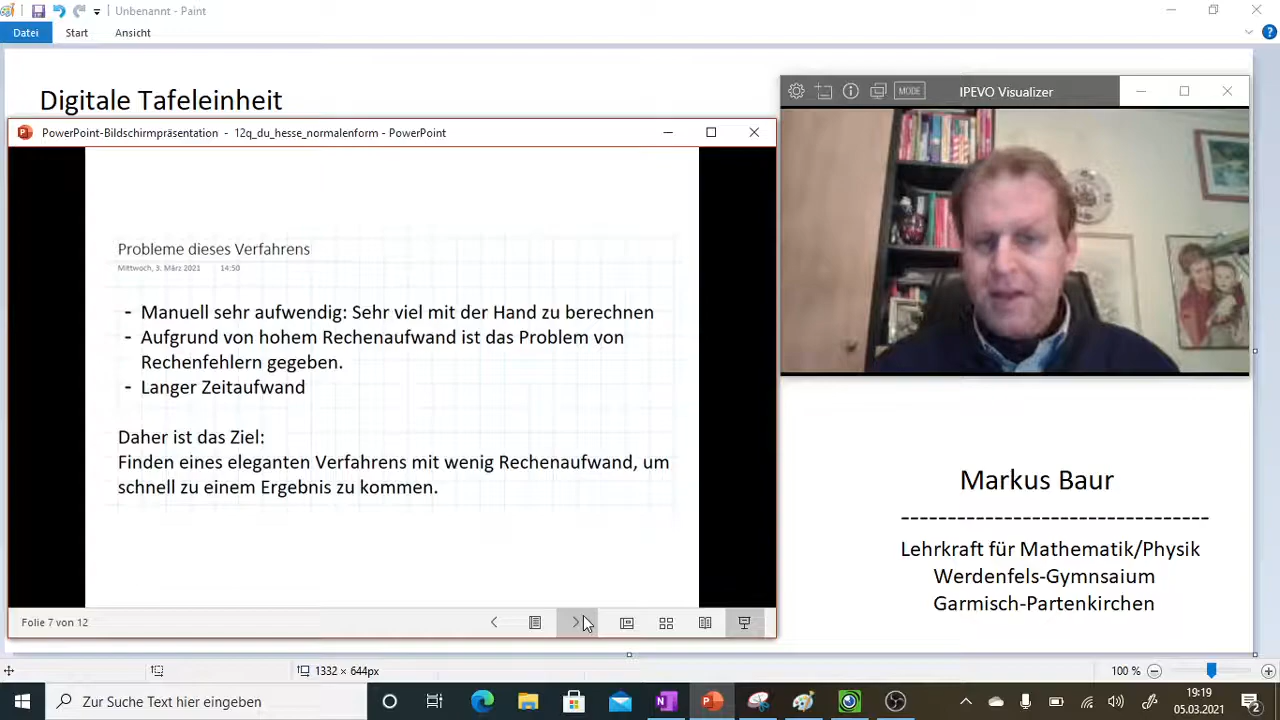 Unbenannt - Paint
Datei Start Ansicht
Digitale Tafeleinheit
PowerPoint-Bildschirmpräsentation - 12q_du_hesse_normalenform - PowerPoint
MODE IPEVO Visualizer
Probleme dieses Verfahrens
Mittwoch, 3. März 2021 14:50
- Manuell sehr aufwendig: Sehr viel mit der Hand zu berechnen
- Aufgrund von hohem Rechenaufwand ist das Problem von
Rechenfehlern gegeben.
- Langer Zeitaufwand
Daher ist das Ziel:
Finden eines eleganten Verfahrens mit wenig Rechenaufwand, um
schnell zu einem Ergebnis zu kommen.
Folie 7 von 12
Markus Baur
---------------------------------
Lehrkraft für Mathematik/Physik
Werdenfels-Gymnsaium
Garmisch-Partenkirchen
1332 × 644px
100 %
Zur Suche Text hier eingeben
19:19
05.03.2021
2